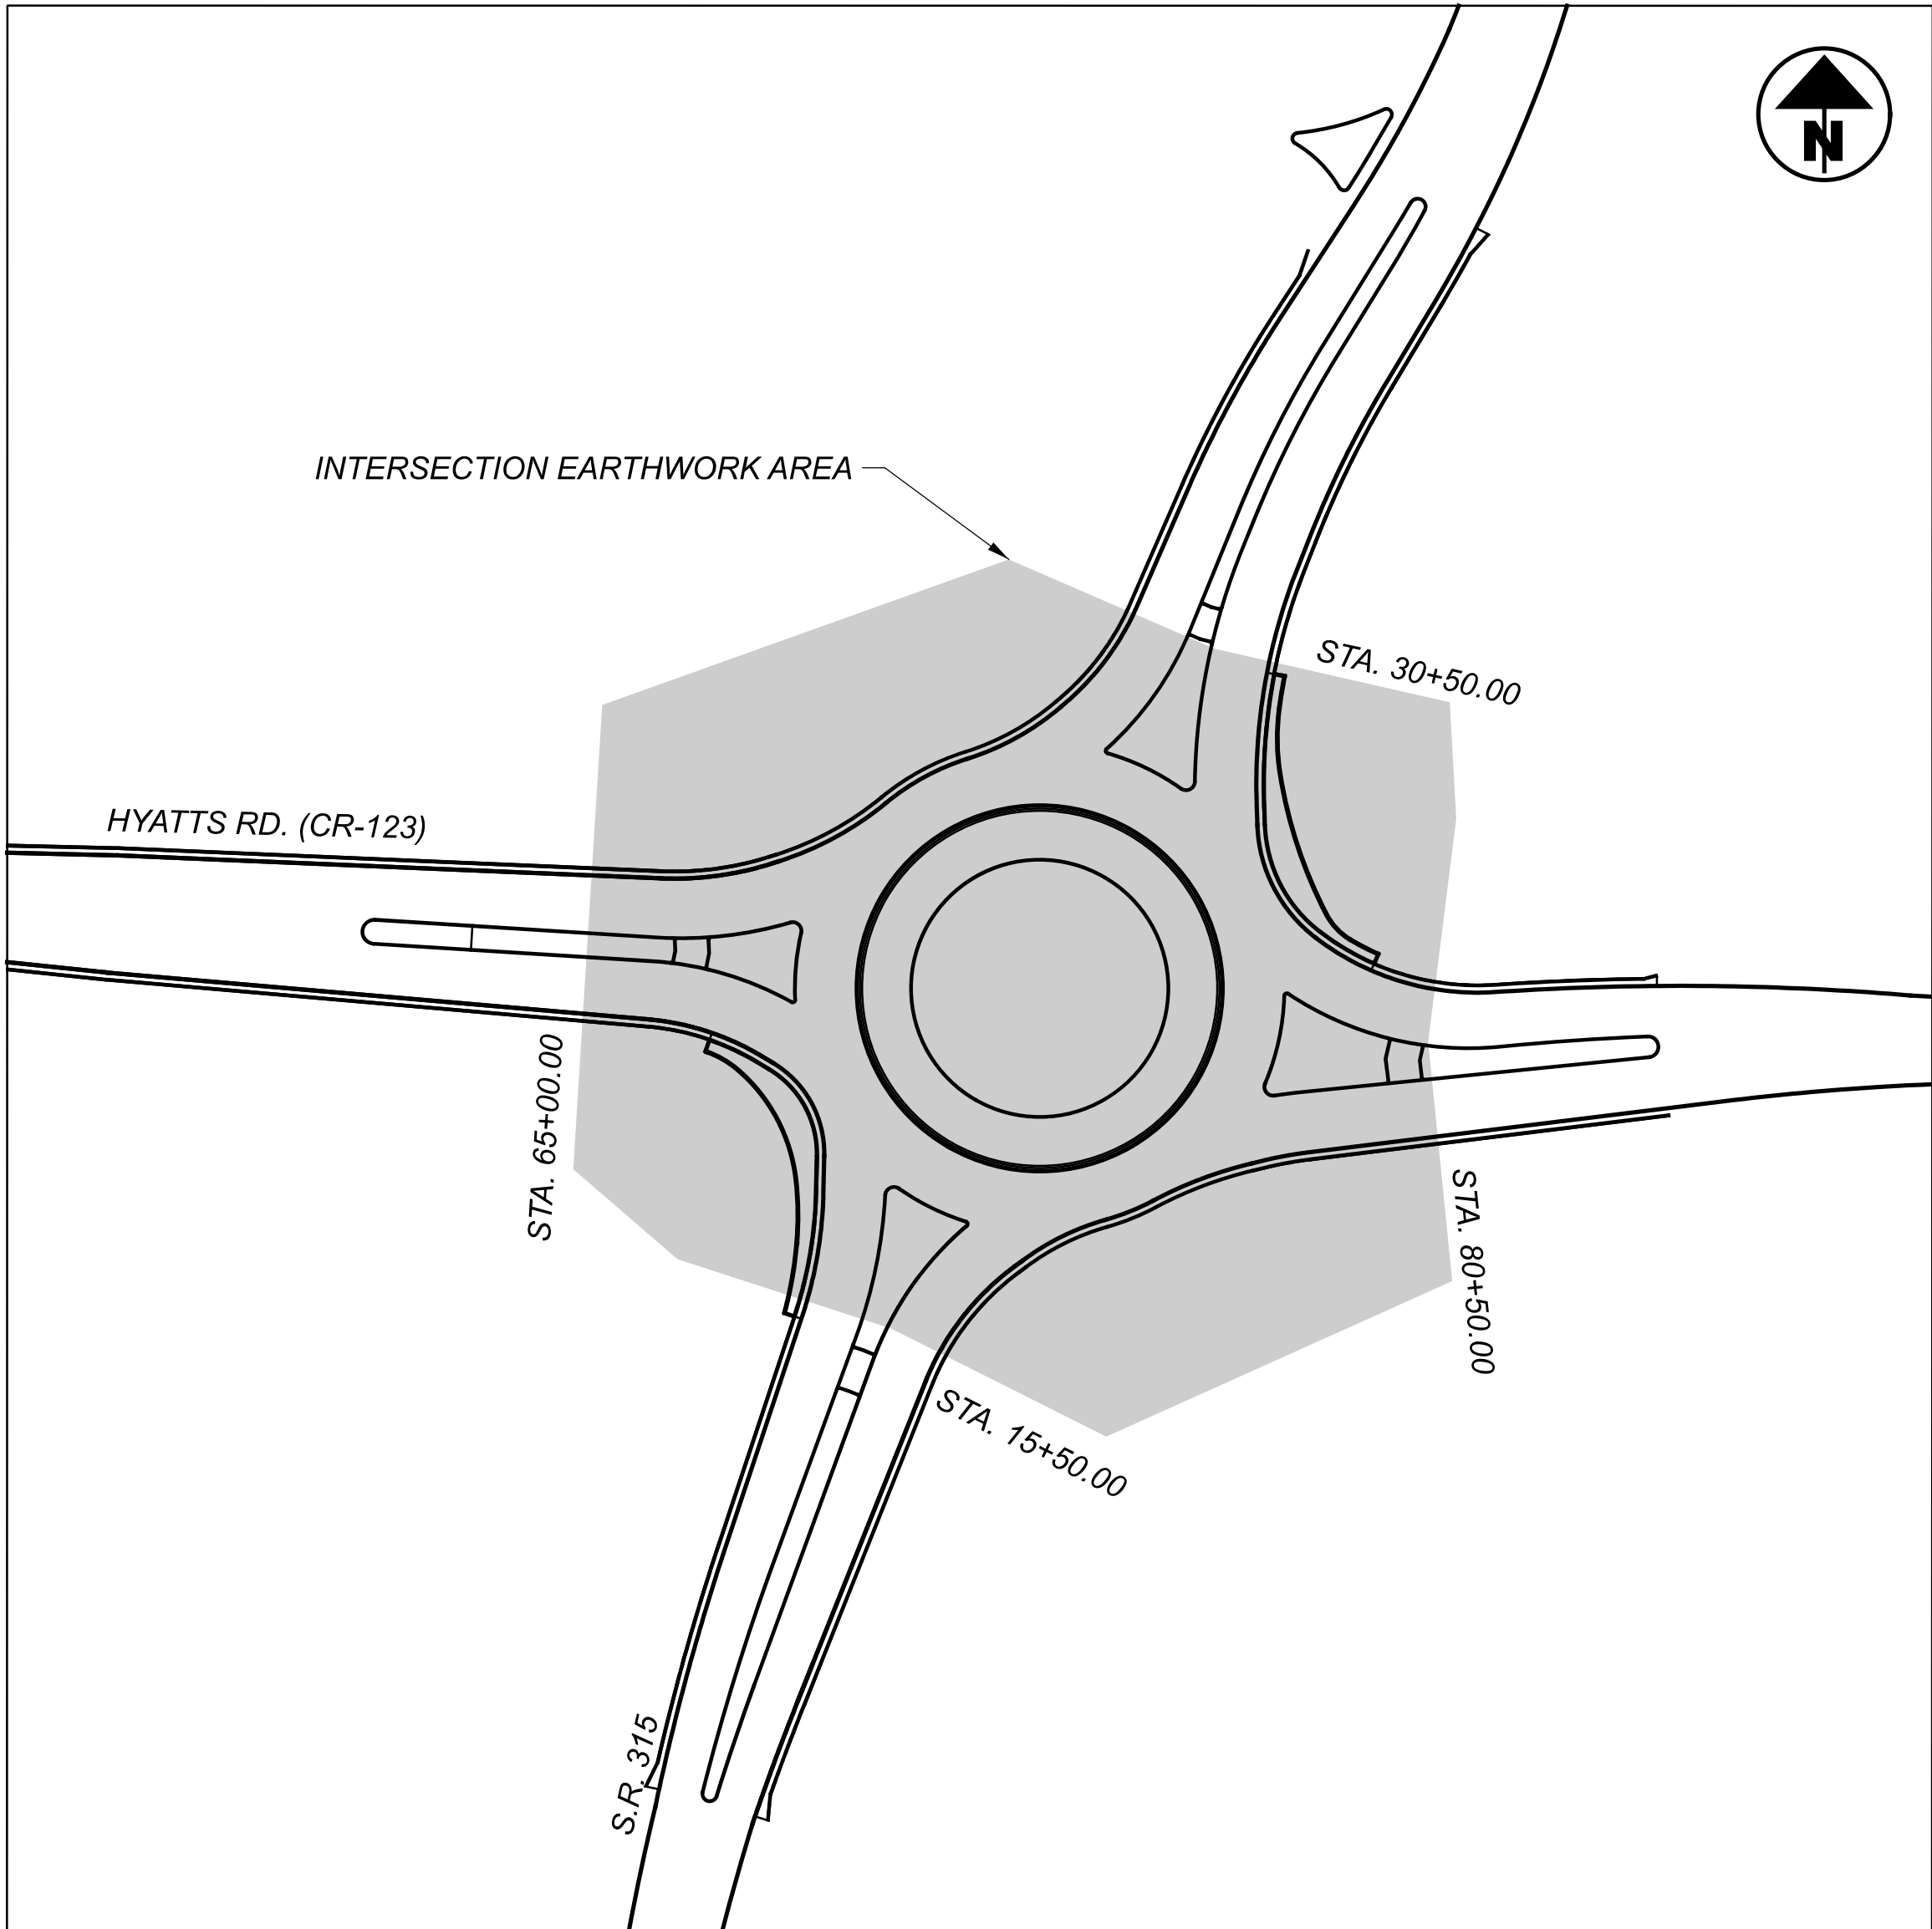 N
INTERSECTION EARTHWORK AREA
STA. 30+50.00
HYATTS RD. (CR-123)
STA. 65+00.00
STA. 80+50.00
STA. 15+50.00
S.R. 315